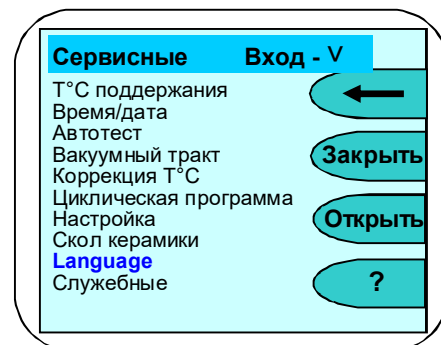 Сервисные Вход - V
Т°С поддержания
Время/дата
Автотест
Вакуумный тракт
Закрыть
Коррекция Т°С
Циклическая программа
Настройка
Открыть
Скол керамики
Language
Служебные
?